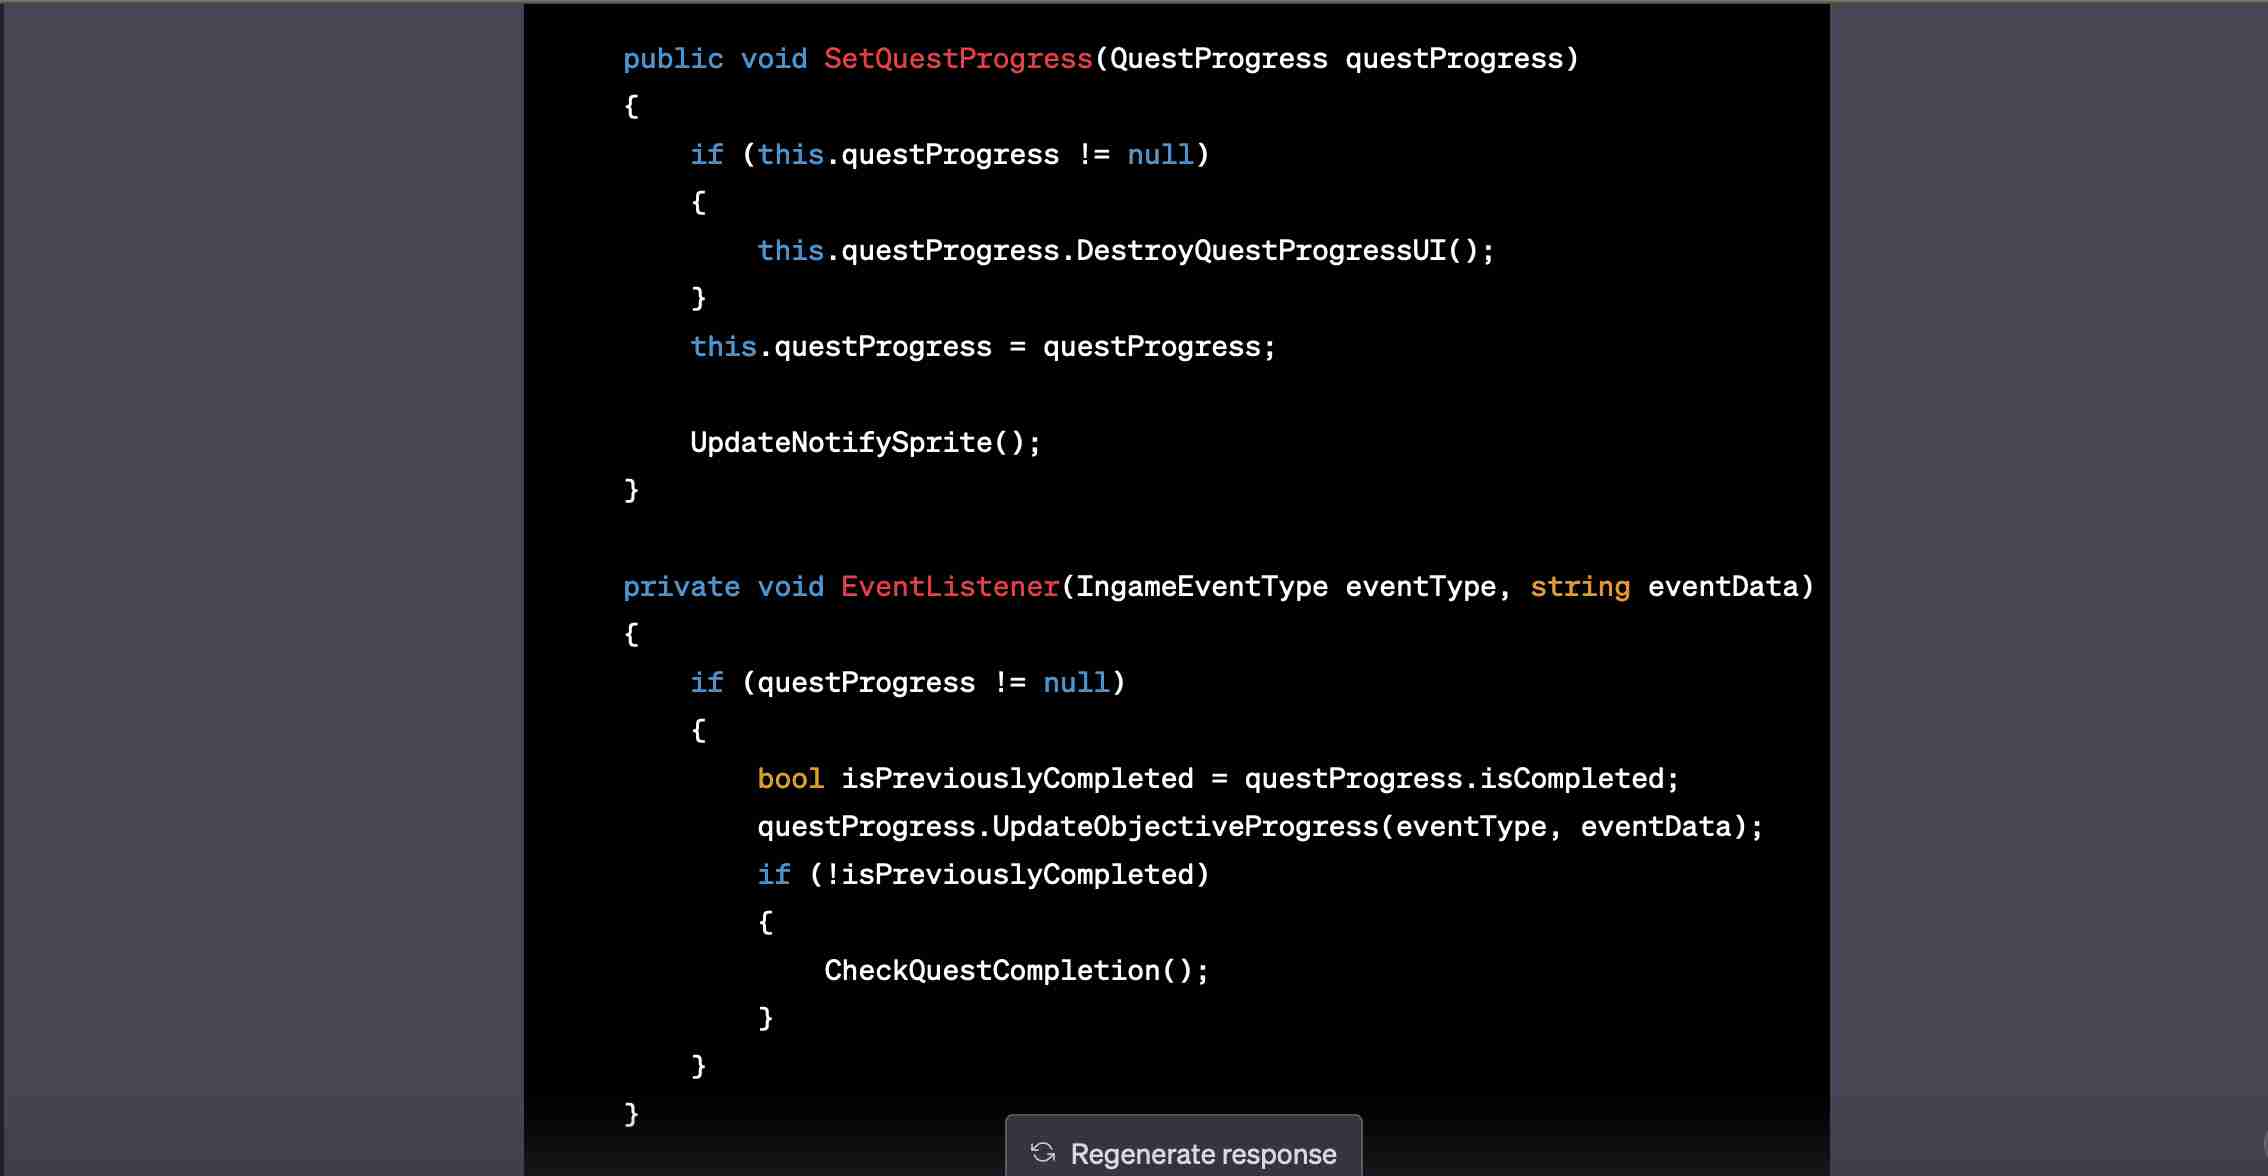 public void SetQuestProgress(QuestProgress questProgress)
{
    if (this.questProgress != null)
    {
        this.questProgress.DestroyQuestProgressUI();
    }
    this.questProgress = questProgress;

    UpdateNotifySprite();
}

private void EventListener(IngameEventType eventType, string eventData)
{
    if (questProgress != null)
    {
        bool isPreviouslyCompleted = questProgress.isCompleted;
        questProgress.UpdateObjectiveProgress(eventType, eventData);
        if (!isPreviouslyCompleted)
        {
            CheckQuestCompletion();
        }
    }
}
Regenerate response